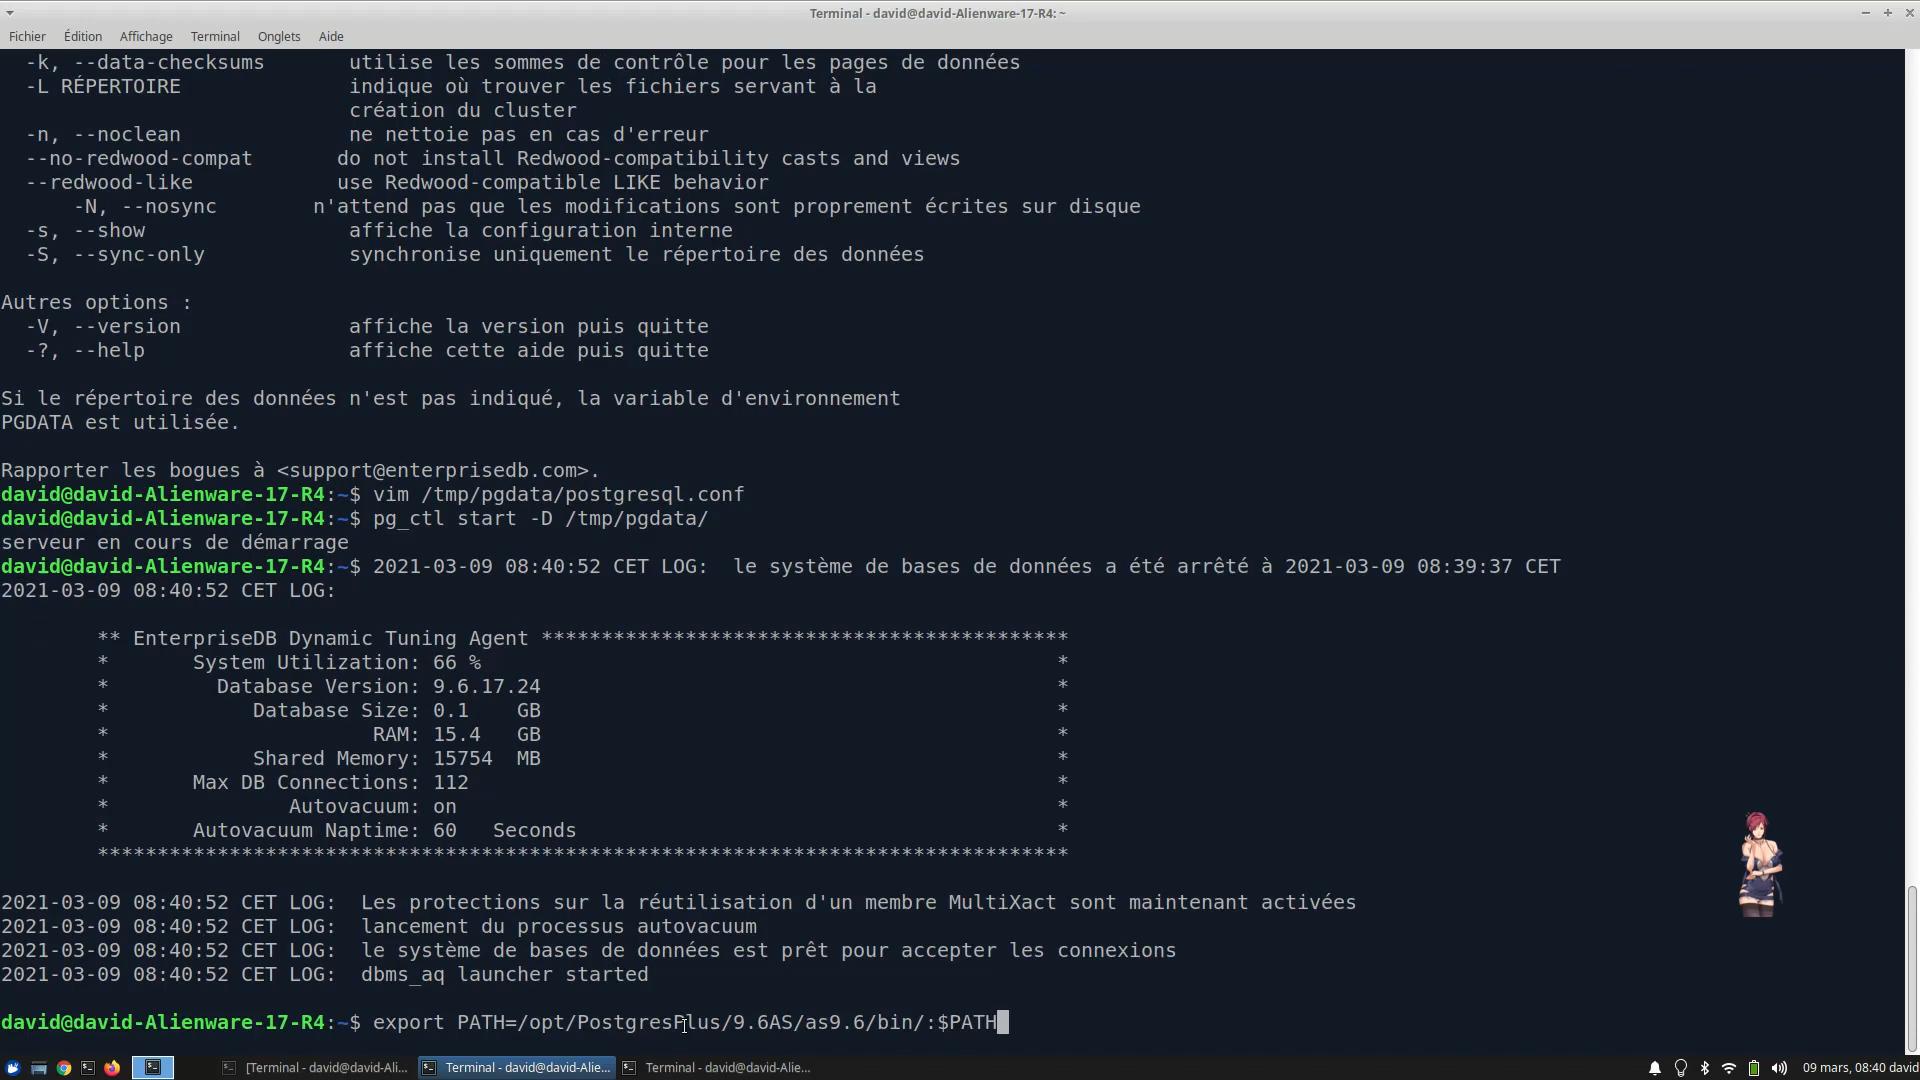 Terminal - david@david-Alienware-17-R4: ~
Fichier Édition Affichage Terminal Onglets Aide
-k, --data-checksums utilise les sommes de contrôle pour les pages de données
-L RÉPERTOIRE indique où trouver les fichiers servant à la
création du cluster
-n, --noclean ne nettoie pas en cas d'erreur
--no-redwood-compat do not install Redwood-compatibility casts and views
--redwood-like use Redwood-compatible LIKE behavior
-N, --nosync n'attend pas que les modifications sont proprement écrites sur disque
-s, --show affiche la configuration interne
-S, --sync-only synchronise uniquement le répertoire des données
Autres options :
-V, --version affiche la version puis quitte
-?, --help affiche cette aide puis quitte
Si le répertoire des données n'est pas indiqué, la variable d'environnement
PGDATA est utilisée.
Rapporter les bogues à <support@enterprisedb.com>.
david@david-Alienware-17-R4:~$ vim /tmp/pgdata/postgresql.conf
david@david-Alienware-17-R4:~$ pg_ctl start -D /tmp/pgdata/
serveur en cours de démarrage
david@david-Alienware-17-R4:~$ 2021-03-09 08:40:52 CET LOG:  le système de bases de données a été arrêté à 2021-03-09 08:39:37 CET
2021-03-09 08:40:52 CET LOG:
** EnterpriseDB Dynamic Tuning Agent ********************************************
* System Utilization: 66 % *
* Database Version: 9.6.17.24 *
* Database Size: 0.1 GB *
* RAM: 15.4 GB *
* Shared Memory: 15754 MB *
* Max DB Connections: 112 *
* Autovacuum: on *
* Autovacuum Naptime: 60 Seconds *
*********************************************************************************
2021-03-09 08:40:52 CET LOG:  Les protections sur la réutilisation d'un membre MultiXact sont maintenant activées
2021-03-09 08:40:52 CET LOG:  lancement du processus autovacuum
2021-03-09 08:40:52 CET LOG:  le système de bases de données est prêt pour accepter les connexions
2021-03-09 08:40:52 CET LOG:  dbms_aq launcher started
david@david-Alienware-17-R4:~$ export PATH=/opt/PostgresPlus/9.6AS/as9.6/bin/:$PATH
[Terminal - david@david-Ali... Terminal - david@david-Alie... Terminal - david@david-Alie... 09 mars, 08:40 david